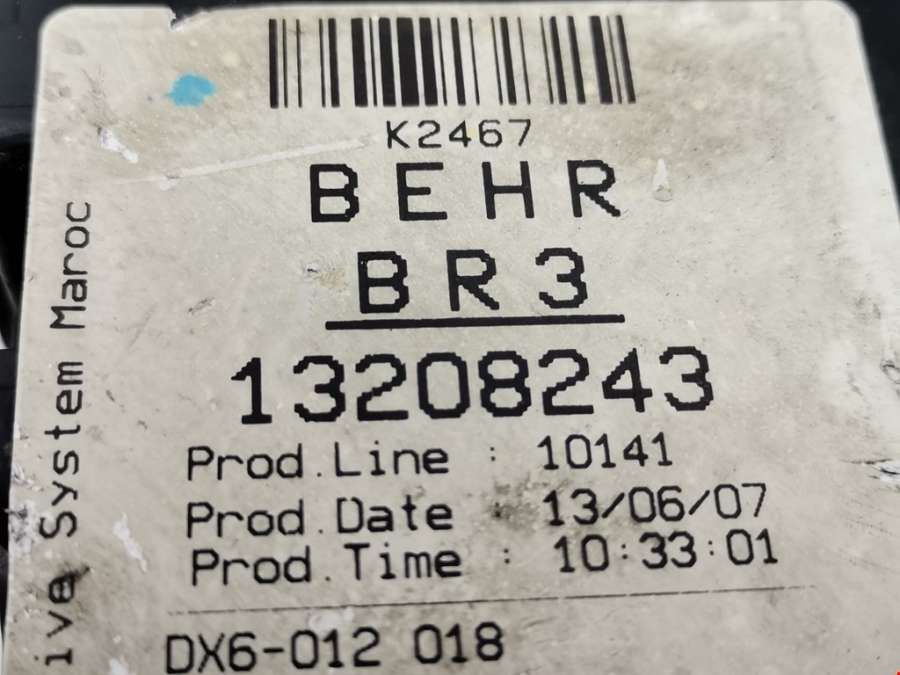 K2467
BEHR
BR3
13208243
Prod.Line : 10141
Prod.Date : 13/06/07
Prod.Time : 10:33:01
DX6-012 018
System Maroc